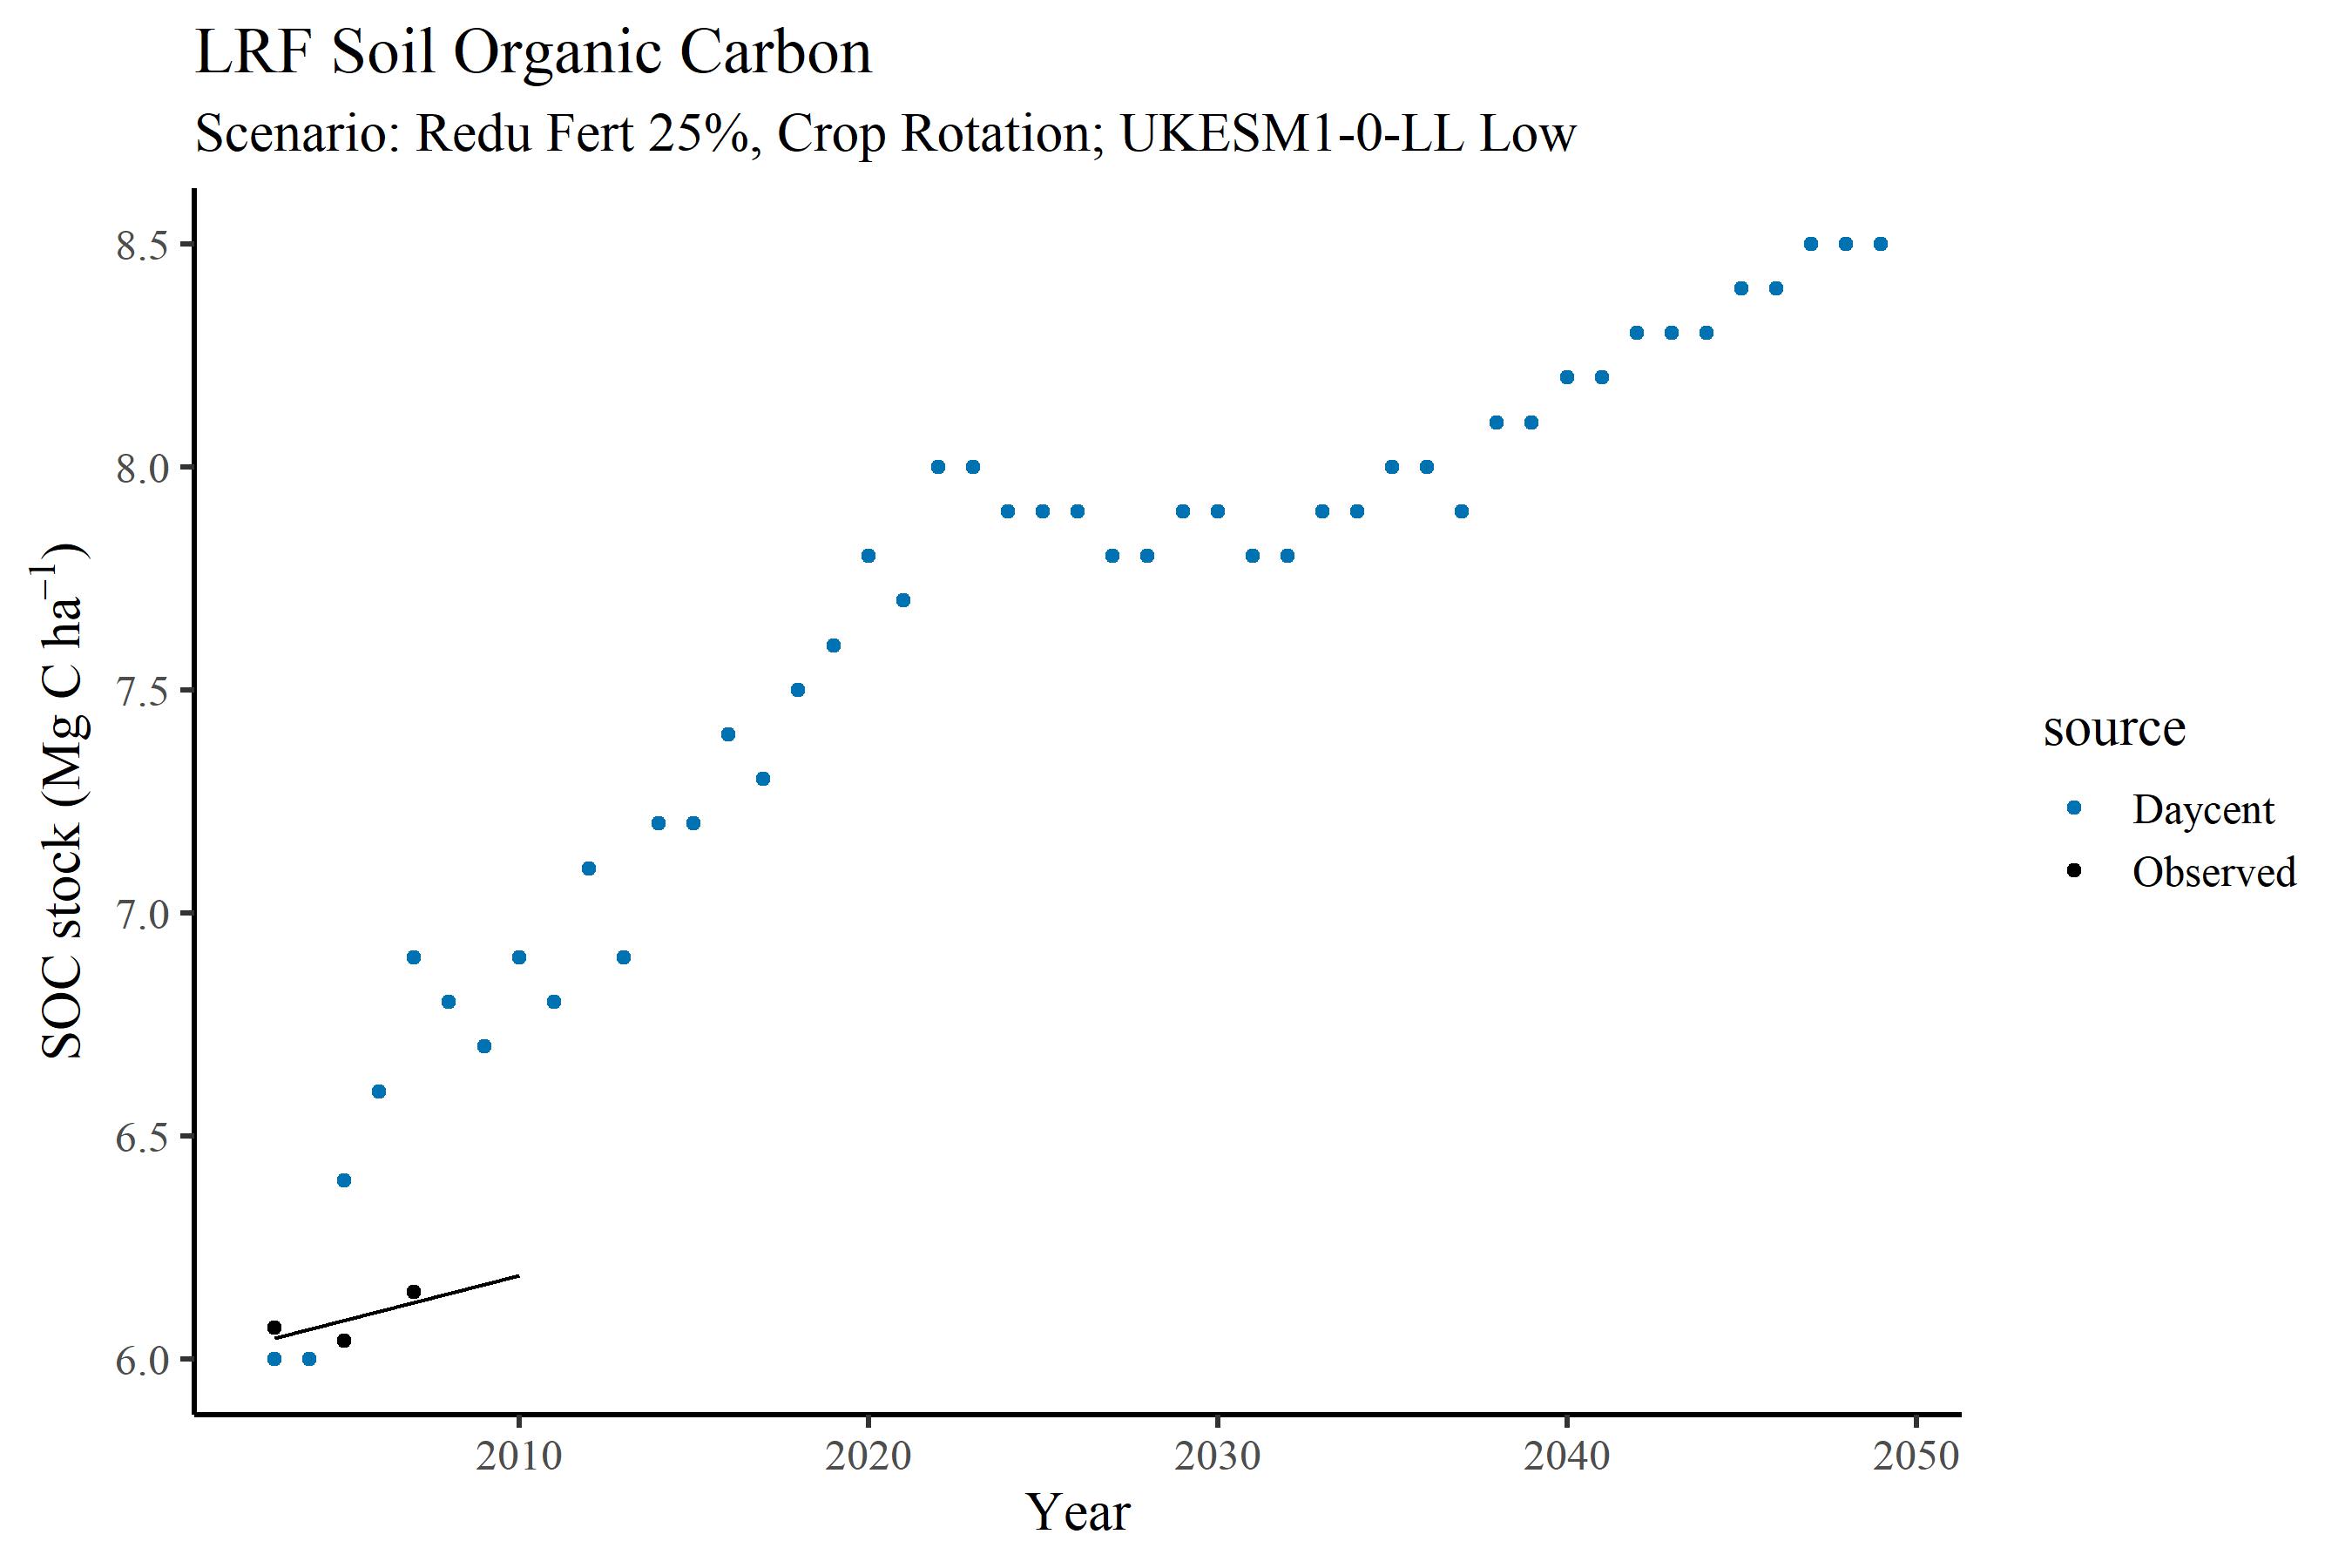 LRF Soil Organic Carbon
Scenario: Redu Fert 25%, Crop Rotation; UKESM1-0-LL Low
SOC stock (Mg C ha⁻¹)
8.5
8.0
7.5
7.0
6.5
6.0
2010 2020 2030 2040 2050
Year
source
Daycent
Observed